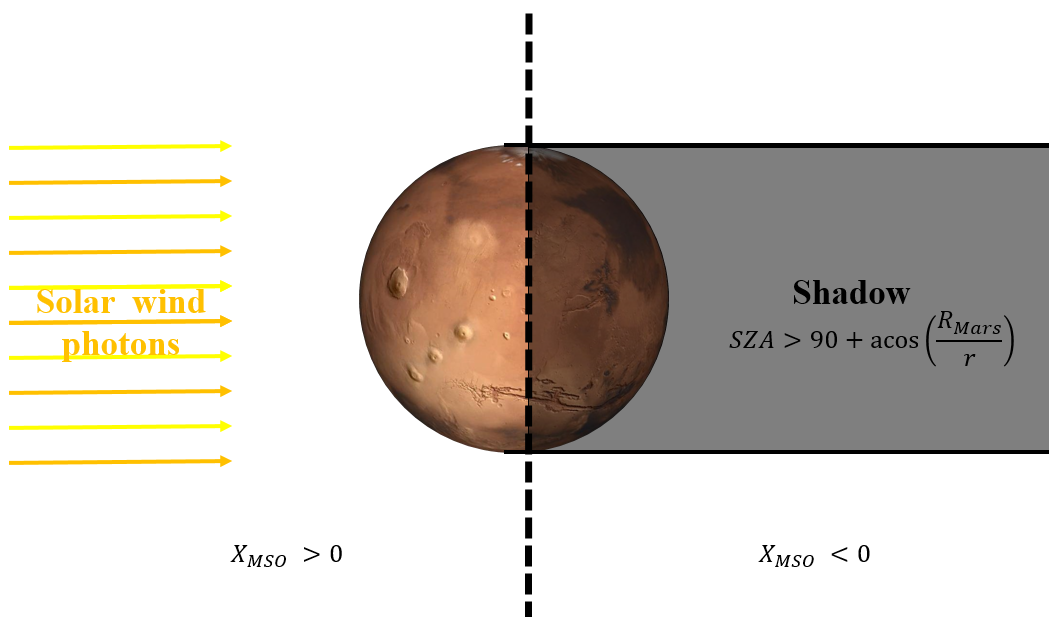 Solar wind
photons
Shadow
SZA > 90 + acos(R_Mars/r)
X_MSO > 0
X_MSO < 0